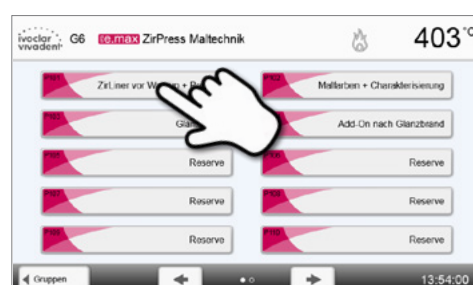 ivoclar vivadent G6 e.max ZirPress Maltechnik 403 °C
ZirLiner vor
Malfarben + Charakterisierung
Add-On nach Glanzbrand
Reserve Reserve
Reserve Reserve
Reserve Reserve
Gruppen 13:54:00